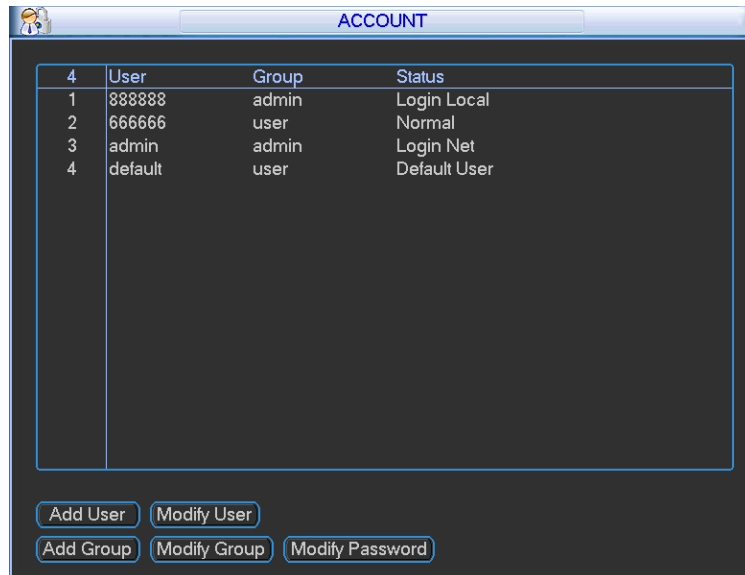 ACCOUNT
4 User Group Status
1 888888 admin Login Local
2 666666 user Normal
3 admin admin Login Net
4 default user Default User
Add User Modify User
Add Group Modify Group Modify Password